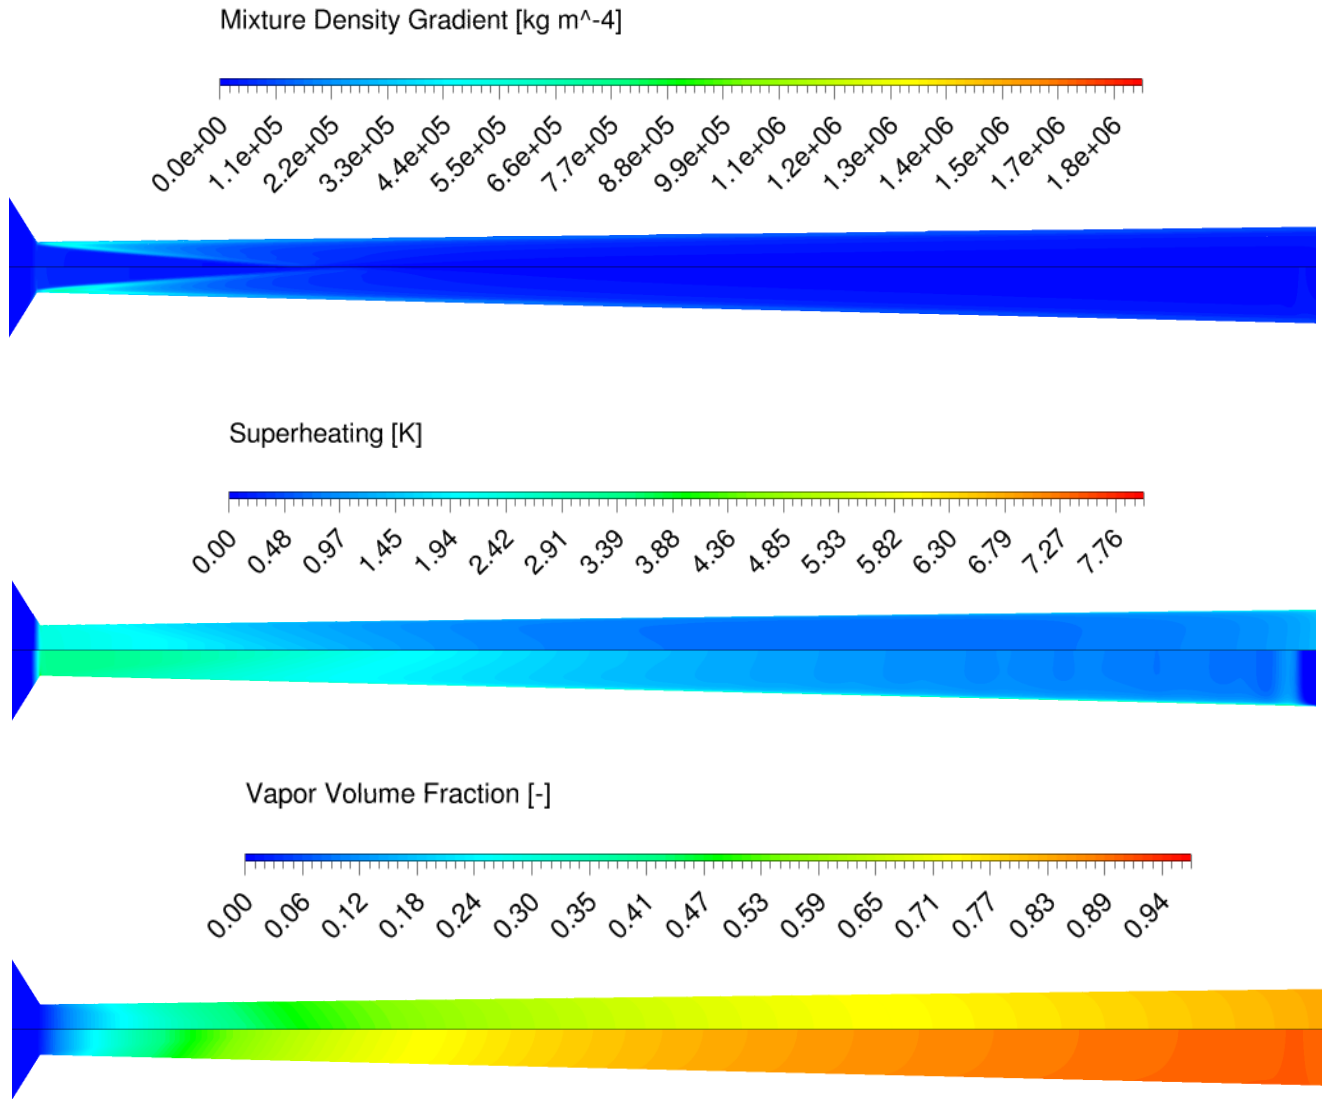 Mixture Density Gradient [kg m^-4]
0.0e+00 1.1e+05 2.2e+05 3.3e+05 4.4e+05 5.5e+05 6.6e+05 7.7e+05 8.8e+05 9.9e+05 1.1e+06 1.2e+06 1.3e+06 1.4e+06 1.5e+06 1.7e+06 1.8e+06
Superheating [K]
0.00 0.48 0.97 1.45 1.94 2.42 2.91 3.39 3.88 4.36 4.85 5.33 5.82 6.30 6.79 7.27 7.76
Vapor Volume Fraction [-]
0.00 0.06 0.12 0.18 0.24 0.30 0.35 0.41 0.47 0.53 0.59 0.65 0.71 0.77 0.83 0.89 0.94